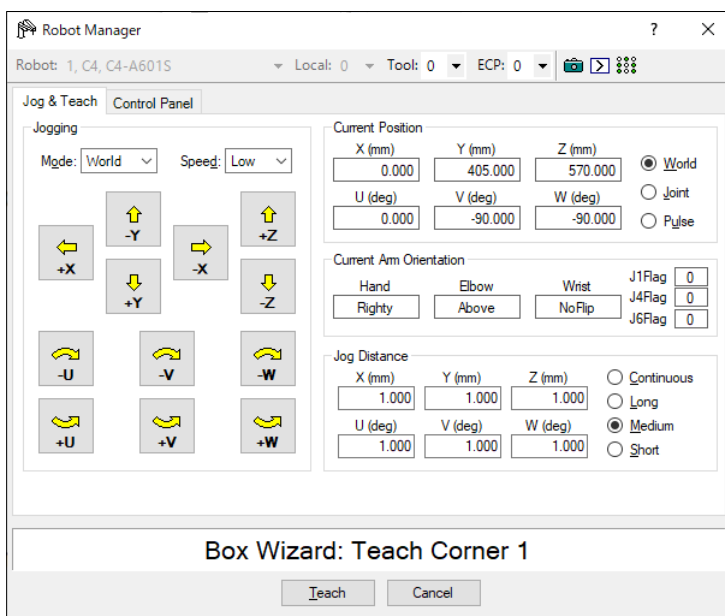 Robot Manager ?
Robot: 1, C4, C4-A601S Local: 0 Tool: 0 ECP: 0
Jog & Teach Control Panel
Jogging
Mode: World Speed: Low
-Y
+Z
+X
-X
+Y
-Z
-U -V -W
+U +V +W
Current Position
X (mm) Y (mm) Z (mm)
0.000 405.000 570.000
U (deg) V (deg) W (deg)
0.000 -90.000 -90.000
World
Joint
Pulse
Current Arm Orientation
Hand Elbow Wrist
Righty Above NoFlip
J1Flag 0
J4Flag 0
J6Flag 0
Jog Distance
X (mm) Y (mm) Z (mm)
1.000 1.000 1.000
U (deg) V (deg) W (deg)
1.000 1.000 1.000
Continuous
Long
Medium
Short
Box Wizard: Teach Corner 1
Teach Cancel